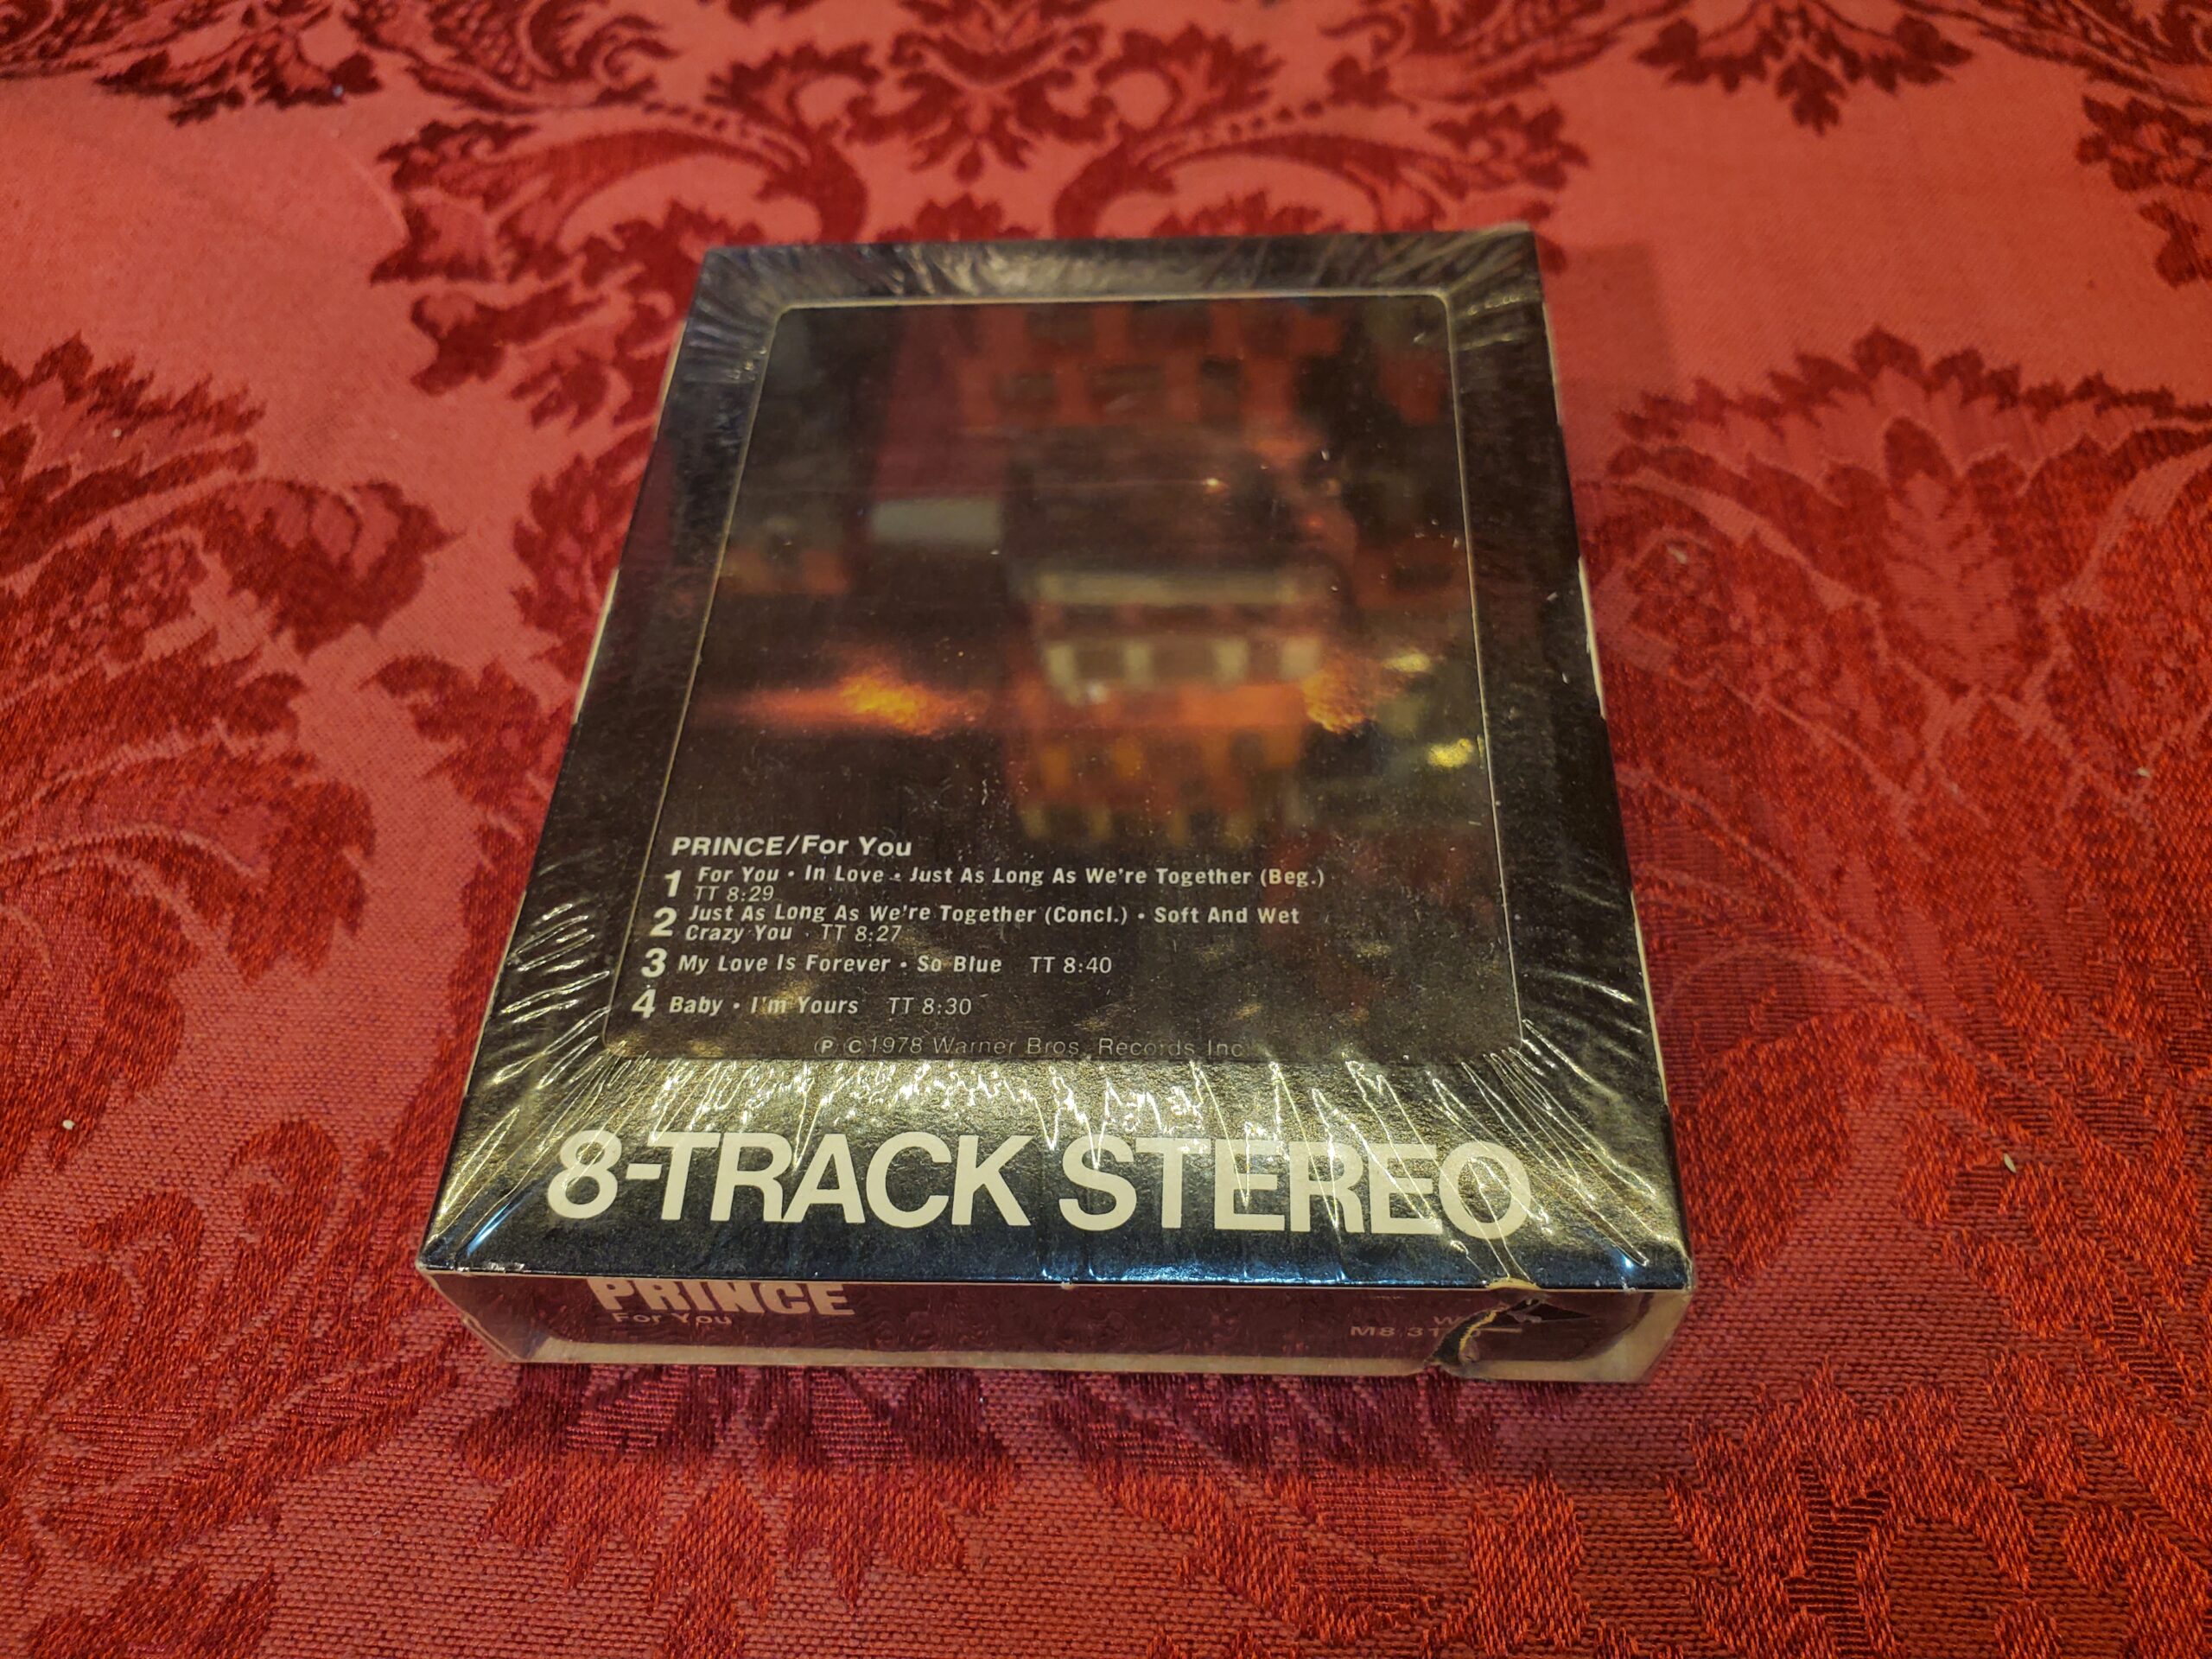 PRINCE/For You
1 For You • In Love • Just As Long As We're Together (Beg.)
TT 8:29
2 Just As Long As We're Together (Concl.) • Soft And Wet
Crazy You • TT 8:27
3 My Love Is Forever • So Blue TT 8:40
4 Baby • I'm Yours TT 8:30
Ⓟ © 1978 Warner Bros. Records Inc
8-TRACK STEREO
PRINCE
For You
M8